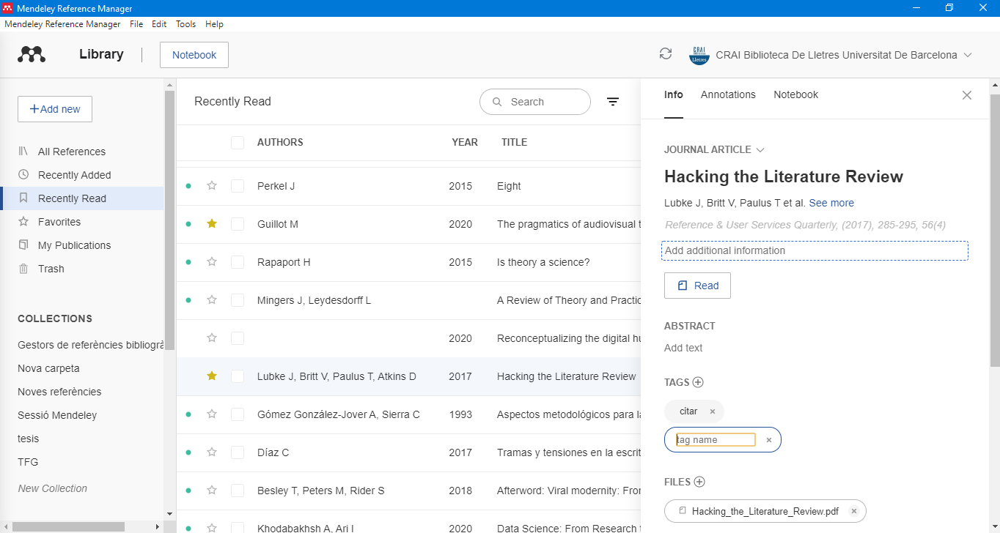 Mendeley Reference Manager
Mendeley Reference Manager File Edit Tools Help
Library
Notebook
CRAI
Lletres
CRAI Biblioteca De Lletres Universitat De Barcelona
+Add new
All References
Recently Added
Recently Read
Favorites
My Publications
Trash
COLLECTIONS
Gestors de referències bibliogrà
Nova carpeta
Noves referències
Sessió Mendeley
tesis
TFG
New Collection
Recently Read
Search
AUTHORS YEAR TITLE
Perkel J 2015 Eight
Guillot M 2020 The pragmatics of audiovisual t
Rapaport H 2015 Is theory a science?
Mingers J, Leydesdorff L A Review of Theory and Practic
2020 Reconceptualizing the digital hu
Lubke J, Britt V, Paulus T, Atkins D 2017 Hacking the Literature Review
Gómez González-Jover A, Sierra C 1993 Aspectos metodológicos para la
Díaz C 2017 Tramas y tensiones en la escrit
Besley T, Peters M, Rider S 2018 Afterword: Viral modernity: From
Khodabakhsh A, Ari I 2020 Data Science: From Research t
Info Annotations Notebook
JOURNAL ARTICLE
Hacking the Literature Review
Lubke J, Britt V, Paulus T et al. See more
Reference & User Services Quarterly, (2017), 285-295, 56(4)
Add additional information
Read
ABSTRACT
Add text
TAGS
citar
tag name
FILES
Hacking_the_Literature_Review.pdf